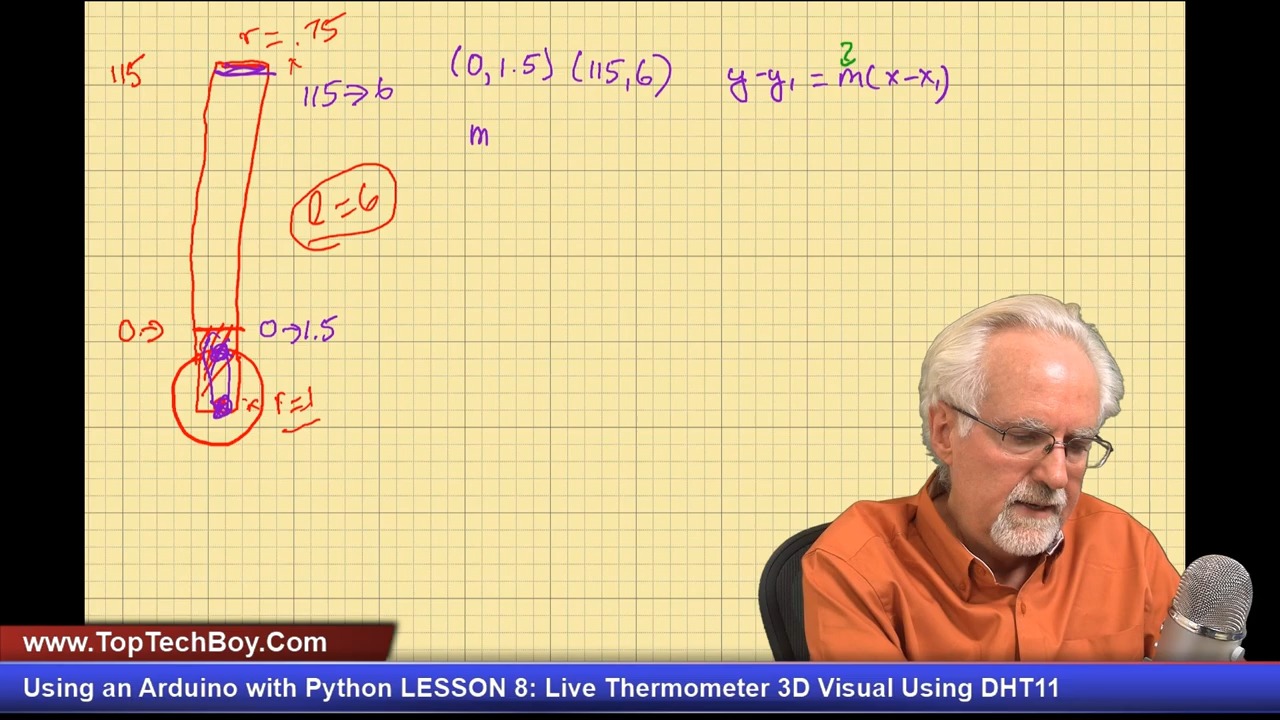 r = .75
115
115 ⇒ 6
(0, 1.5) (115, 6)
y - y₁ = m(x - x₁)
?
m
l = 6
0 ⇒
0 → 1.5
x r = 1
www.TopTechBoy.Com
Using an Arduino with Python LESSON 8: Live Thermometer 3D Visual Using DHT11